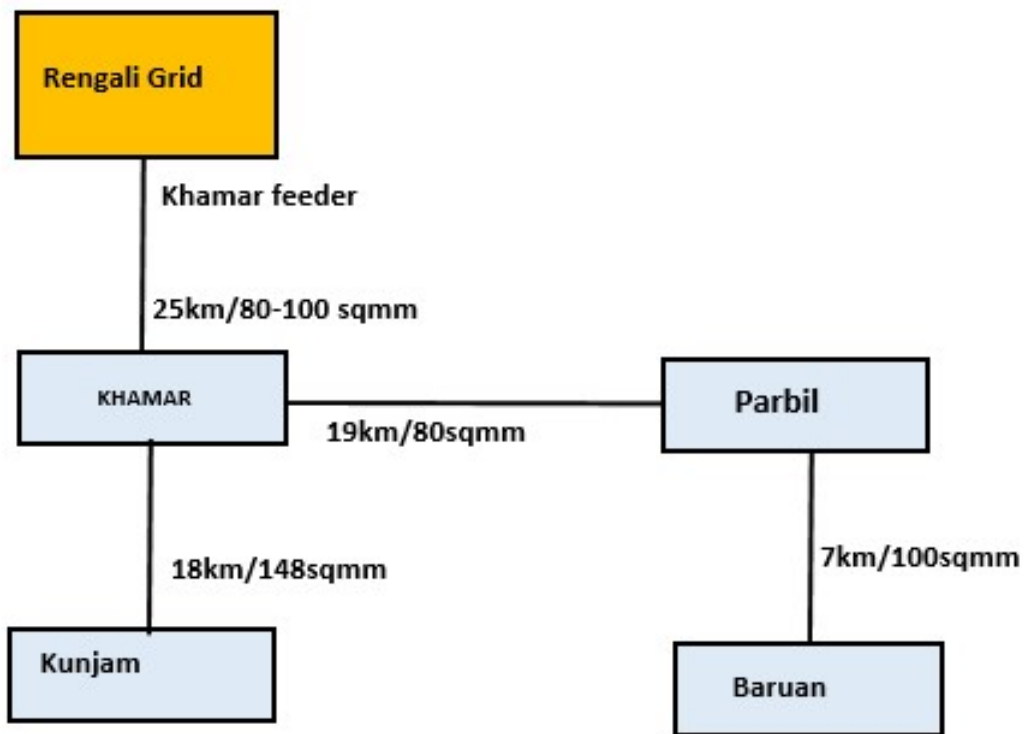 Rengali Grid
Khamar feeder
25km/80-100 sqmm
KHAMAR
Parbil
19km/80sqmm
18km/148sqmm
7km/100sqmm
Kunjam
Baruan